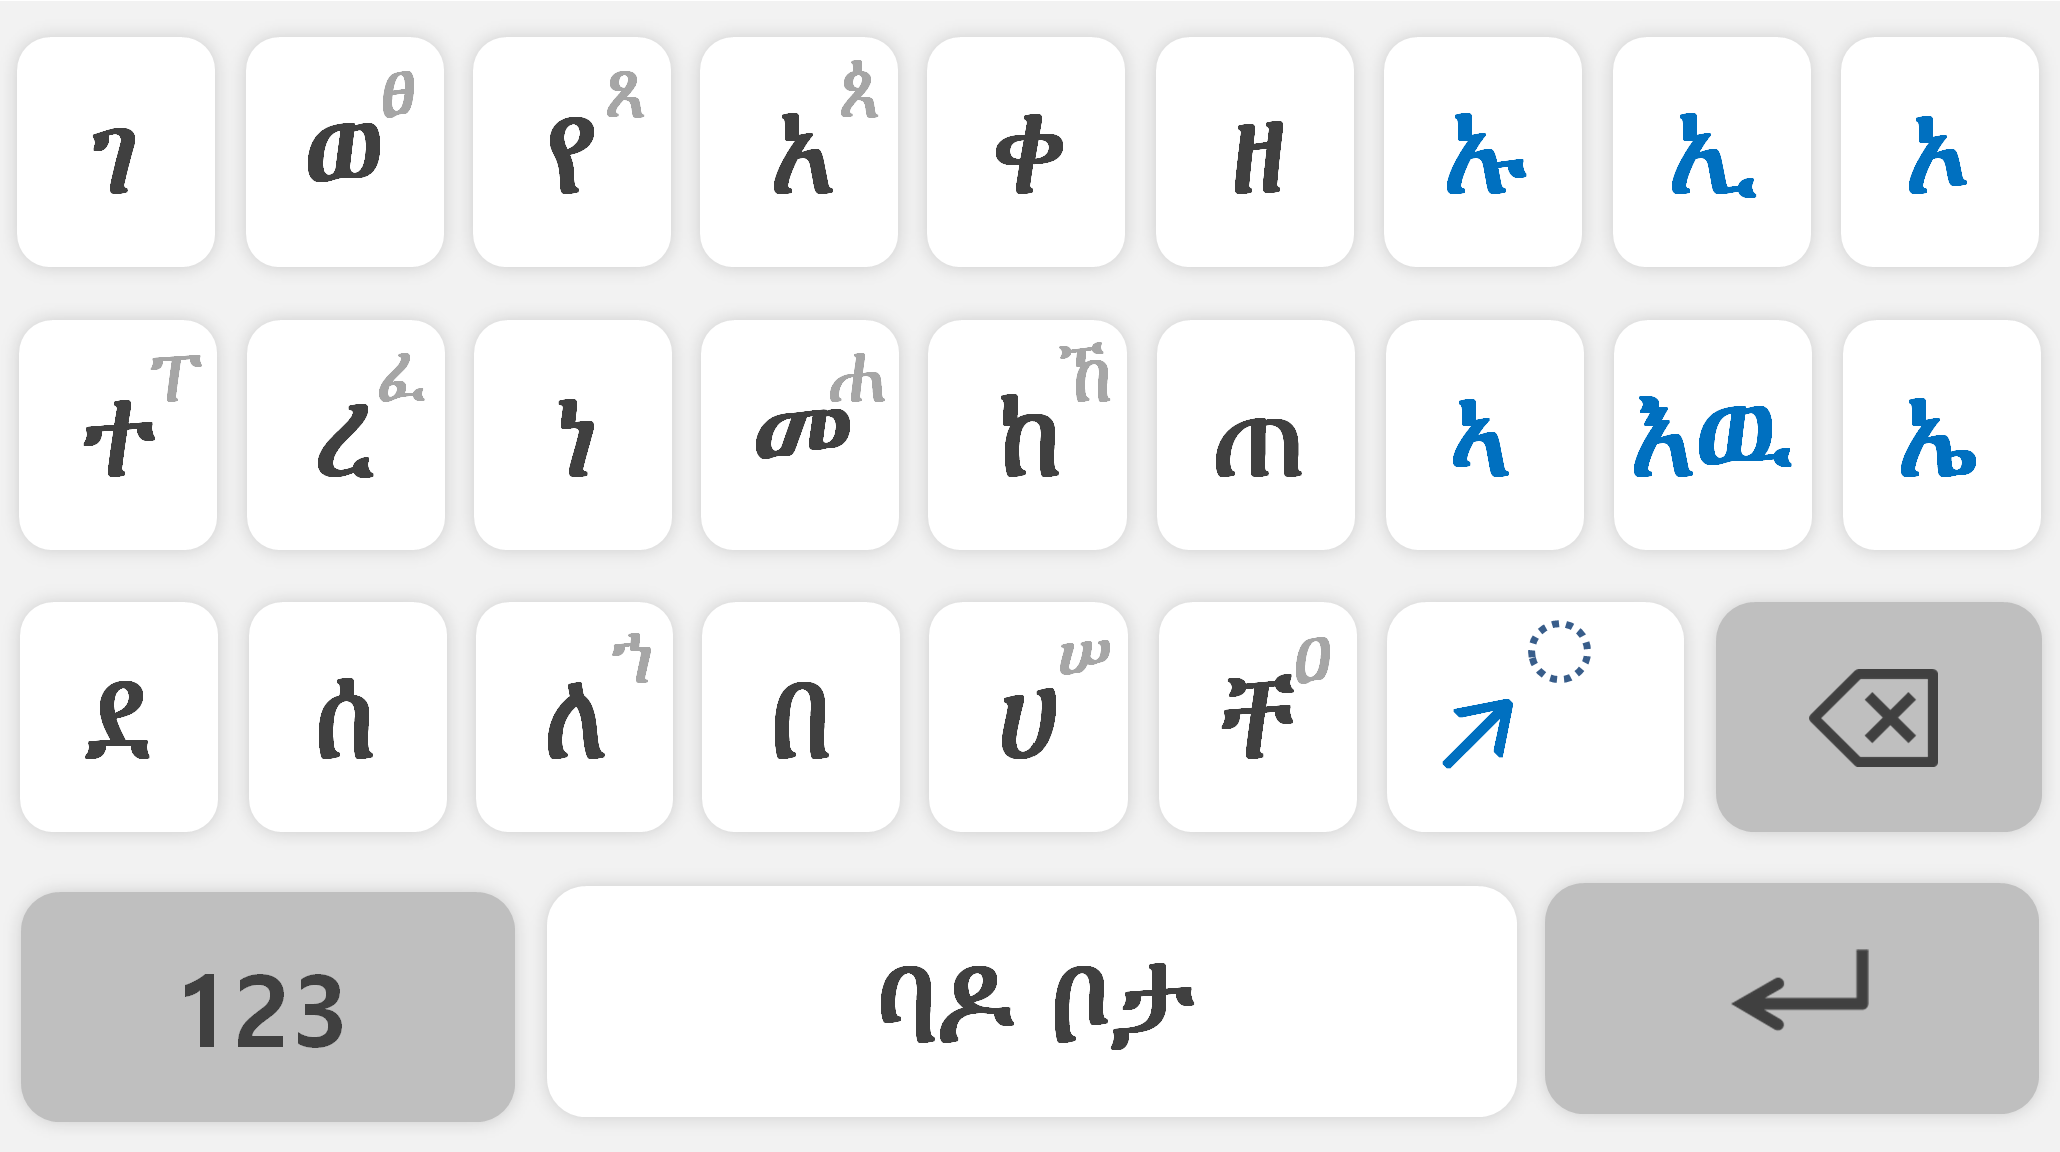 ገ ወ ፀ የ ጸ አ ጰ ቀ ዘ ኡ ኢ ኦ
ተ ፐ ረ ፈ ነ መ ሐ ከ ኸ ጠ ኣ እዉ ኤ
ደ ሰ ለ ኀ በ ሀ ሠ ቸ ዐ
123 ባዶ ቦታ